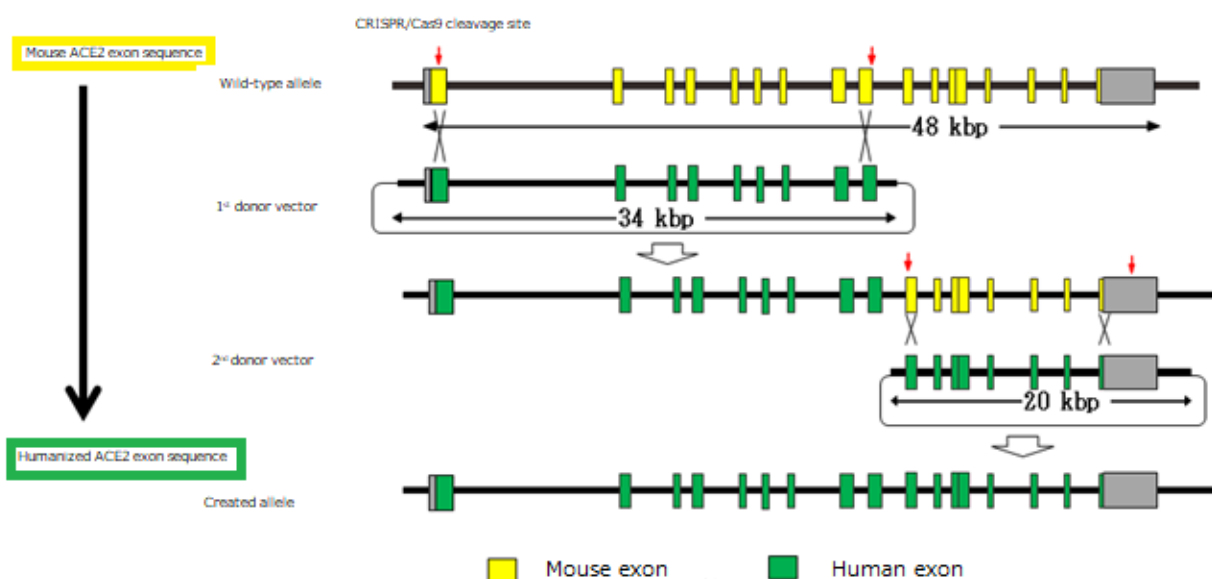 CRISPR/Cas9 cleavage site
Mouse ACE2 exon sequence
Wild-type allele
48 kbp
1st donor vector
34 kbp
2nd donor vector
20 kbp
Humanized ACE2 exon sequence
Created allele
Mouse exon
Human exon